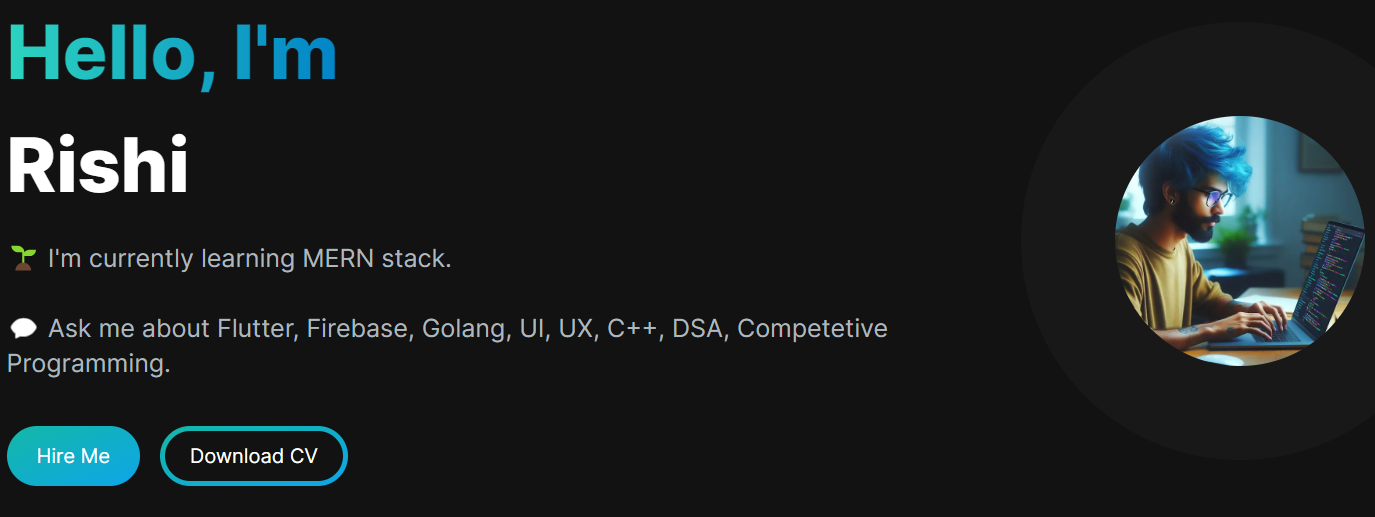 Hello, I'm
Rishi
🌱 I'm currently learning MERN stack.
💬 Ask me about Flutter, Firebase, Golang, UI, UX, C++, DSA, Competetive
Programming.
Hire Me
Download CV